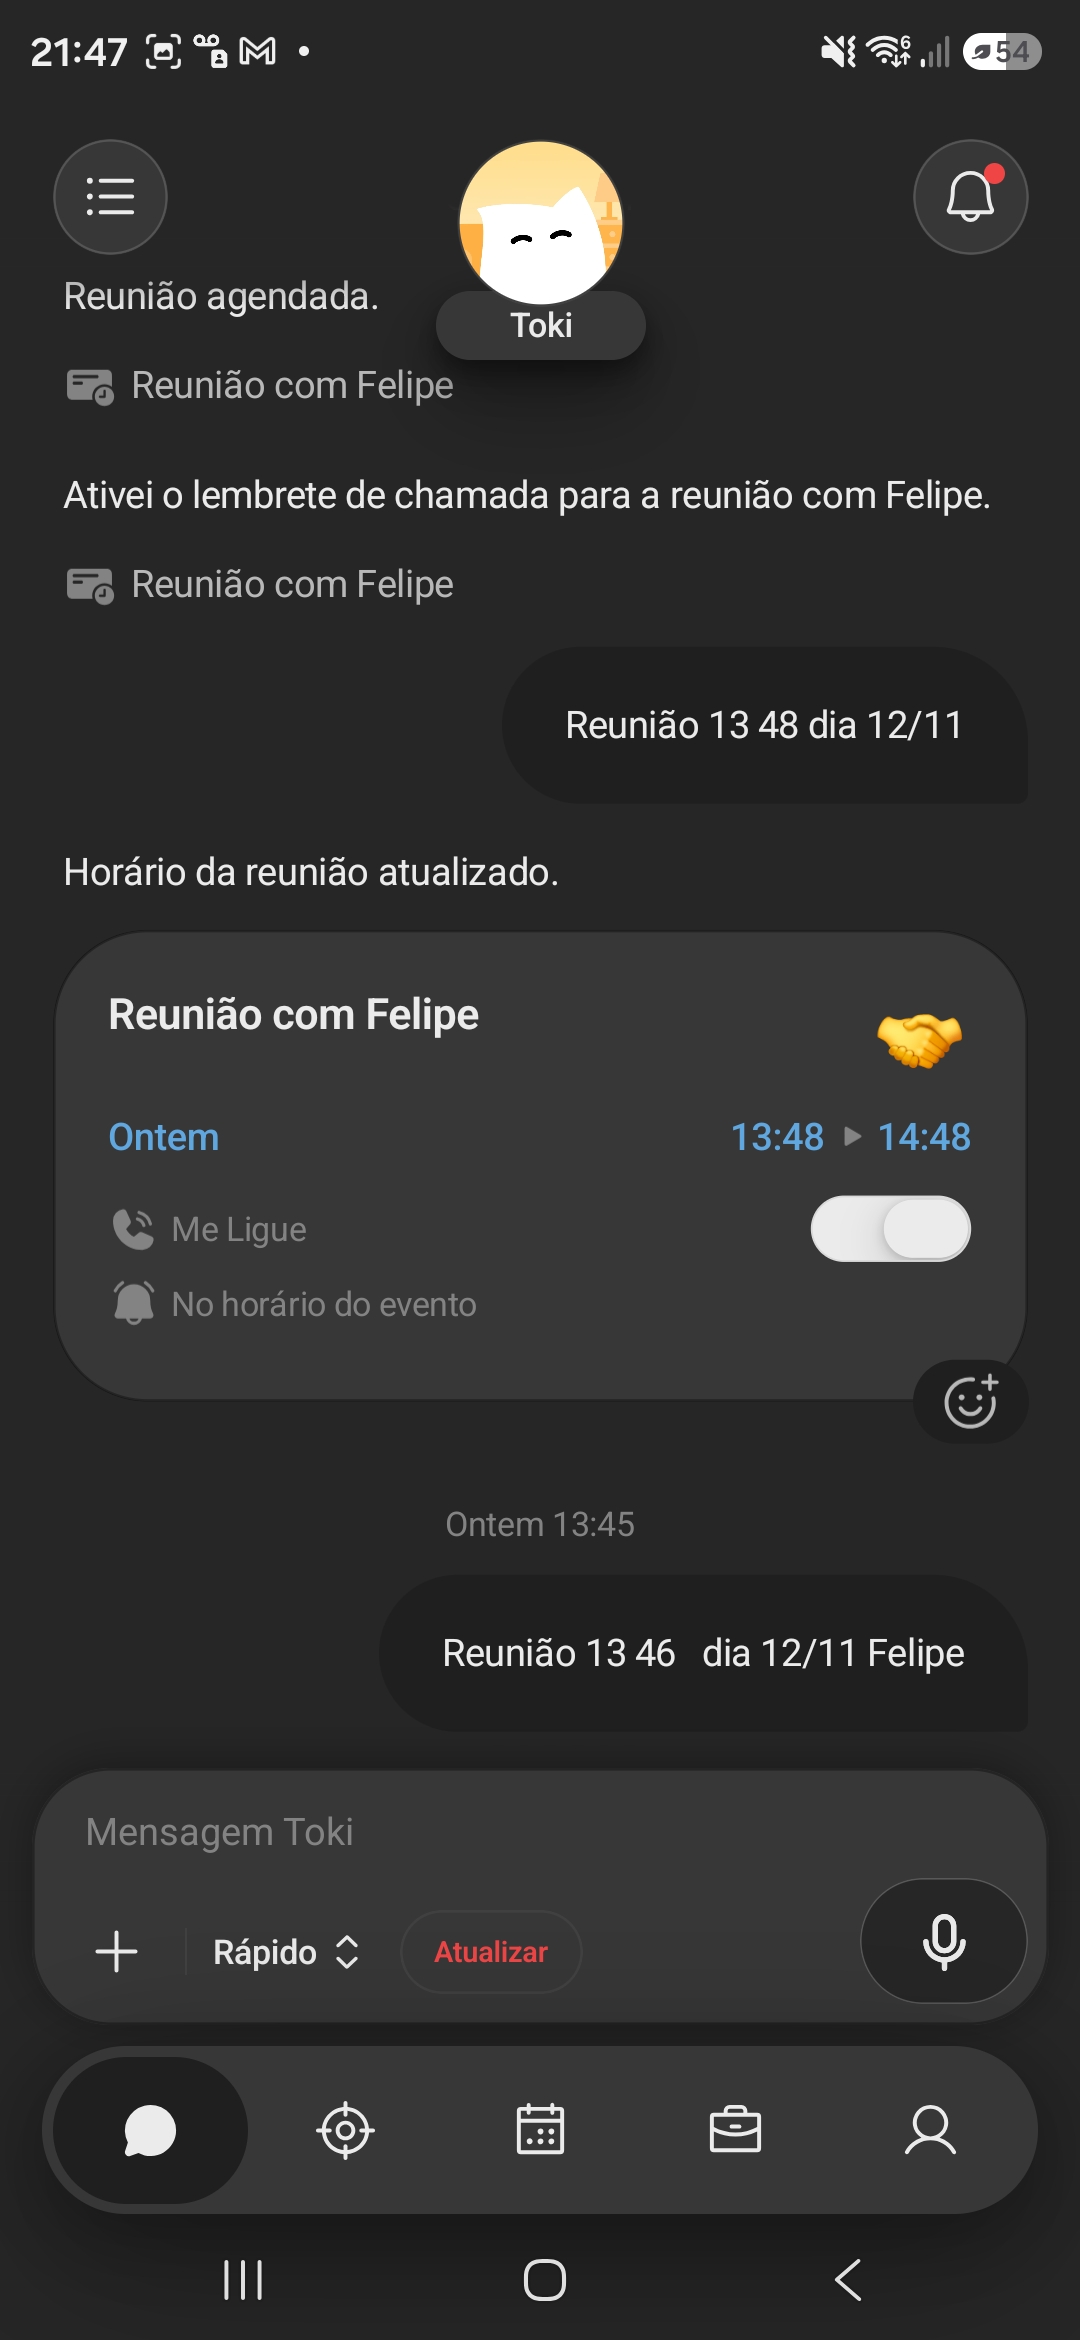 21:47
6
54
Toki
Reunião agendada.
Reunião com Felipe
Ativei o lembrete de chamada para a reunião com Felipe.
Reunião com Felipe
Reunião 13 48 dia 12/11
Horário da reunião atualizado.
Reunião com Felipe
Ontem
13:48 ▸ 14:48
Me Ligue
No horário do evento
Ontem 13:45
Reunião 13 46   dia 12/11 Felipe
Mensagem Toki
Rápido
Atualizar